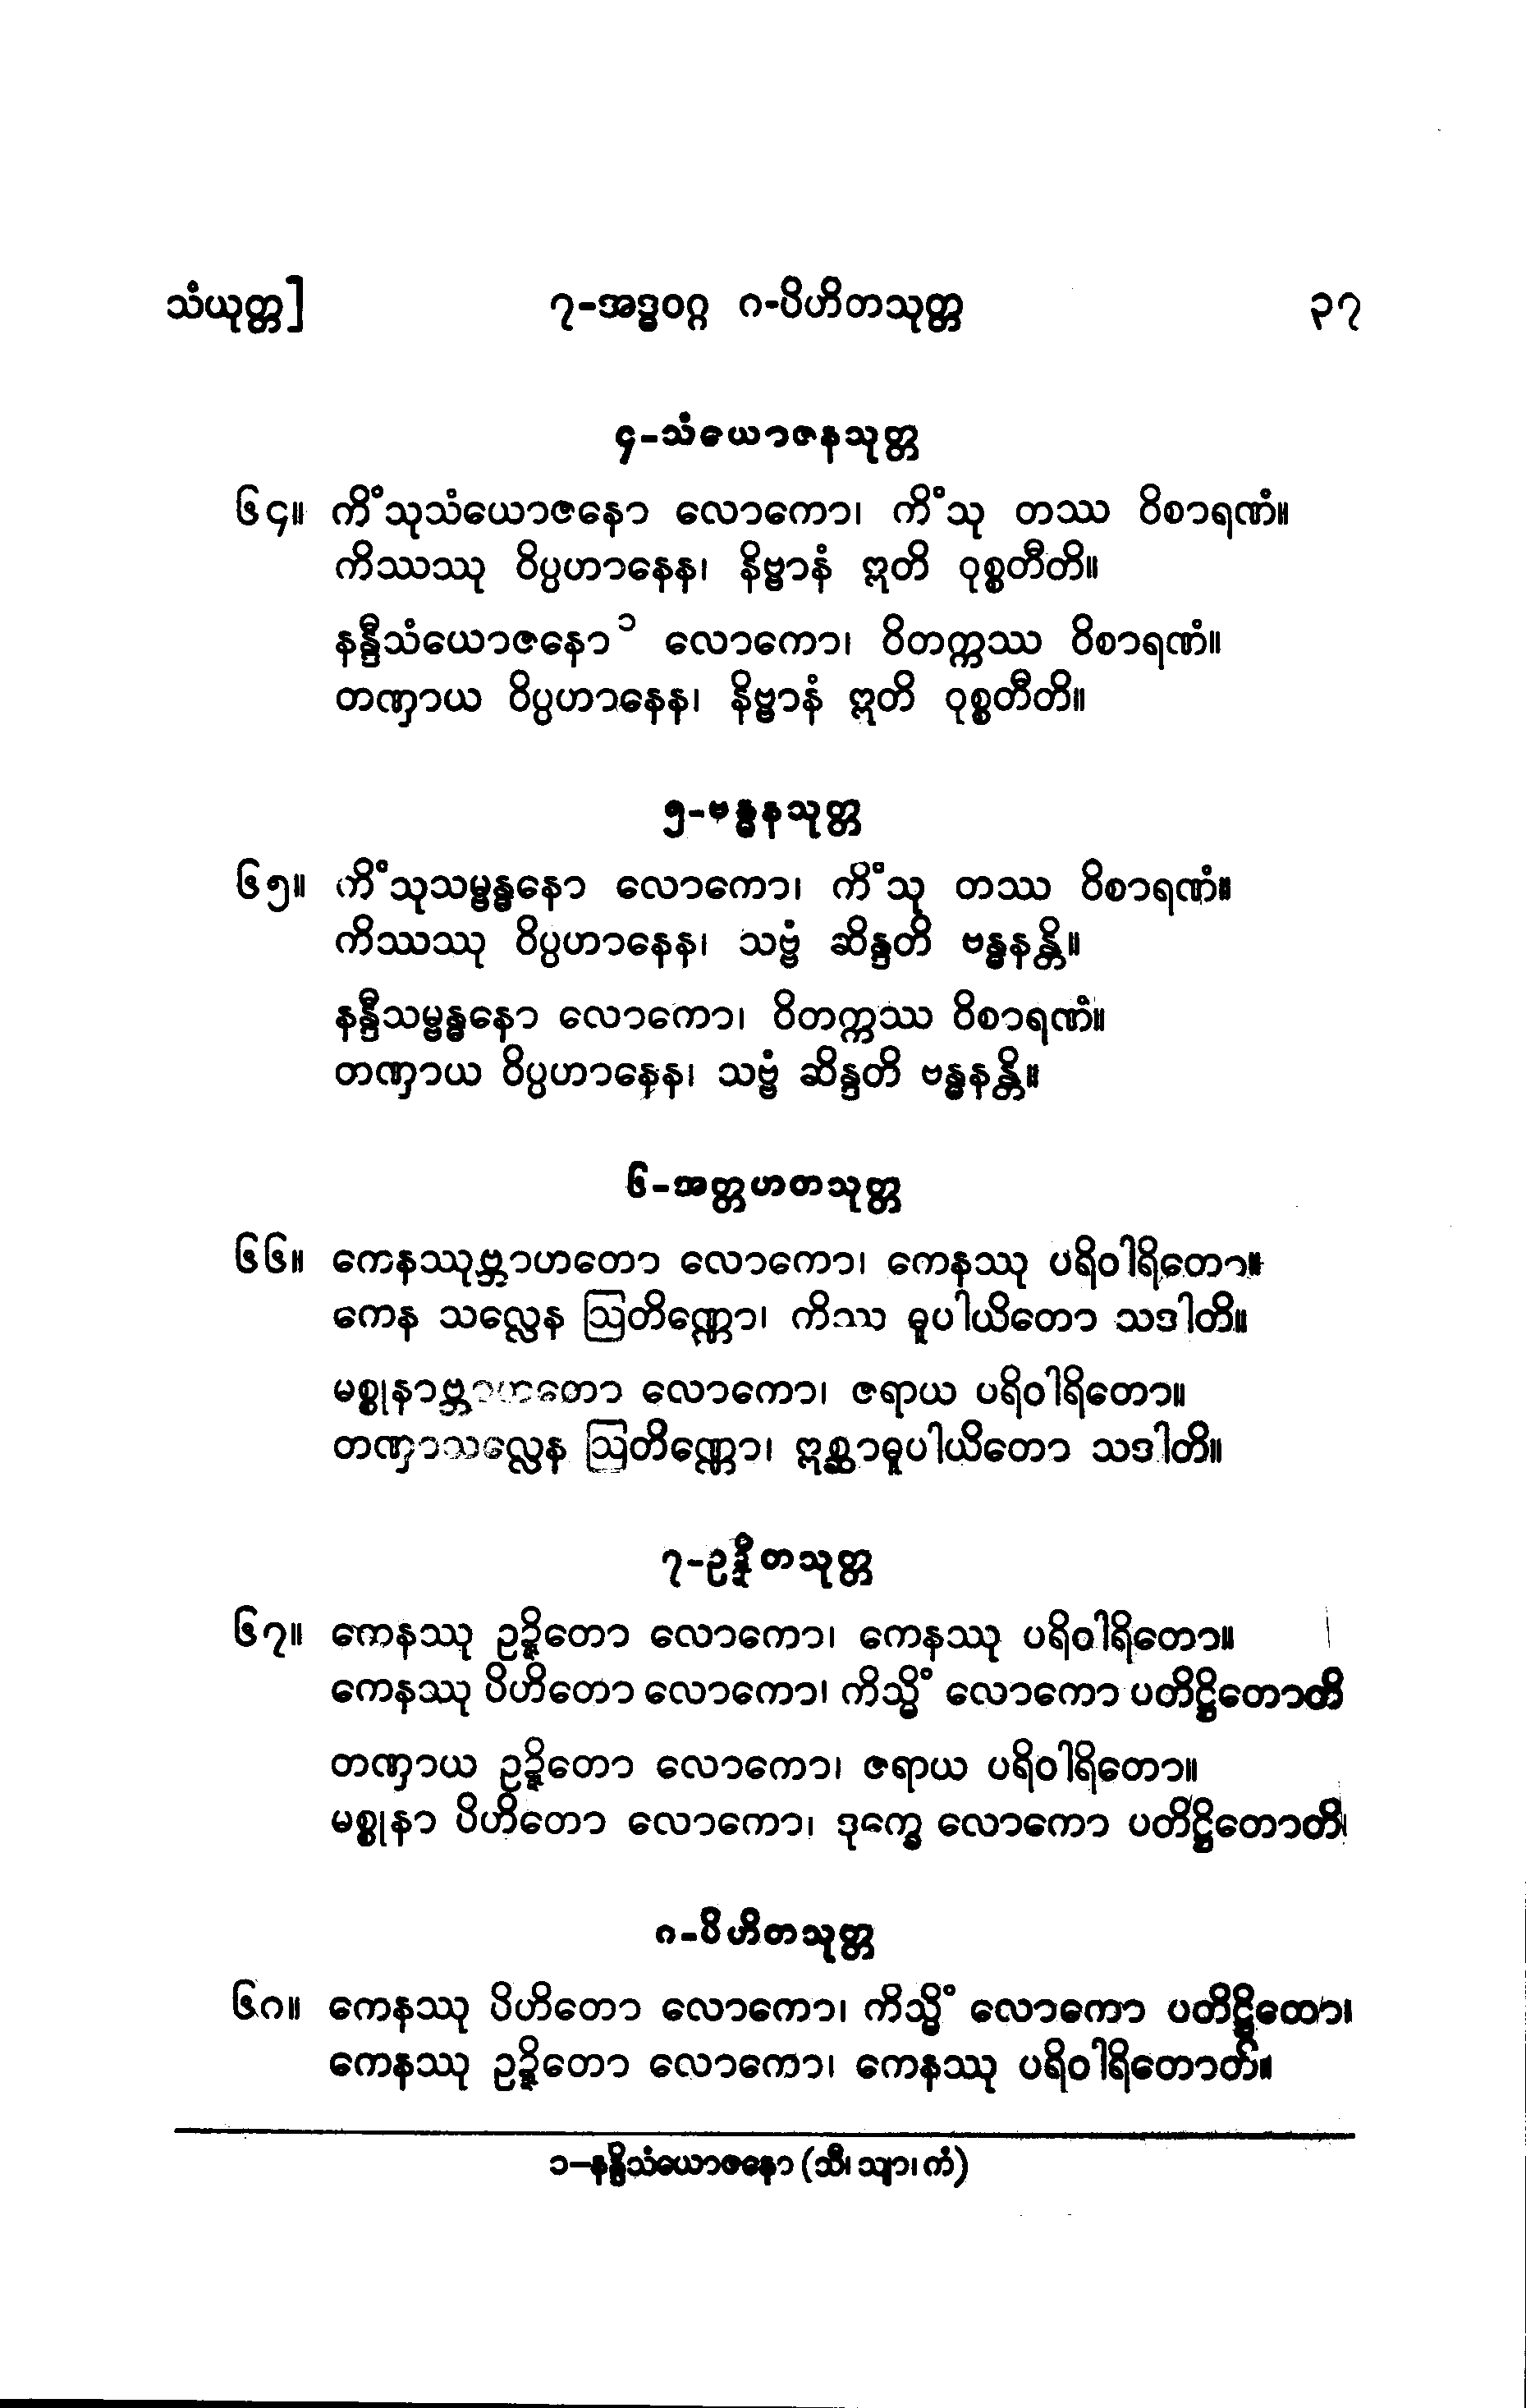 သံယုတ္တ]	၇-အဒ္ဓဝဂ္ဂ ၈-ပိဟိတသုတ္တ	၃၇
၄-သံယောဇနသုတ္တ
၆၄။ ကိံသုသံယောဇနော လောကော၊ ကိံသု တဿ ဝိစာရဏံ။
ကိဿဿု ဝိပ္ပဟာနေန၊ နိဗ္ဗာနံ ဣတိ ဝုစ္စတီတိ။
နန္ဒီသံယောဇနော ၁ လောကော၊ ဝိတက္ကဿ ဝိစာရဏံ။
တဏှာယ ဝိပ္ပဟာနေန၊ နိဗ္ဗာနံ ဣတိ ဝုစ္စတီတိ။
၅-ဗန္ဓနသုတ္တ
၆၅။ ကိံသုသမ္ဗန္ဓနော လောကော၊ ကိံသု တဿ ဝိစာရဏံ။
ကိဿဿု ဝိပ္ပဟာနေန၊ သဗ္ဗံ ဆိန္ဒတိ ဗန္ဓနန္တိ။
နန္ဒီသမ္ဗန္ဓနော လောကော၊ ဝိတက္ကဿ ဝိစာရဏံ။
တဏှာယ ဝိပ္ပဟာနေန၊ သဗ္ဗံ ဆိန္ဒတိ ဗန္ဓနန္တိ။
၆-အတ္တဟတသုတ္တ
၆၆။ ကေနဿုဗ္ဘာဟတော လောကော၊ ကေနဿု ပရိဝါရိတော။
ကေန သလ္လေန ဩတိဏ္ဏော၊ ကိဿ ဓူပါယိတော သဒါတိ။
မစ္စုနာဗ္ဘာဟတော လောကော၊ ဇရာယ ပရိဝါရိတော။
တဏှာသလ္လေန ဩတိဏ္ဏော၊ ဣစ္ဆာဓူပါယိတော သဒါတိ။
၇-ဥဍ္ဍိတသုတ္တ
၆၇။ ကေနဿု ဥဍ္ဍိတော လောကော၊ ကေနဿု ပရိဝါရိတော။
ကေနဿု ပိဟိတော လောကော၊ ကိသ္မိံ လောကော ပတိဋ္ဌိတောတိ
တဏှာယ ဥဍ္ဍိတော လောကော၊ ဇရာယ ပရိဝါရိတော။
မစ္စုနာ ပိဟိတော လောကော၊ ဒုက္ခေ လောကော ပတိဋ္ဌိတောတိ၊
၈-ပိဟိတသုတ္တ
၆၈။ ကေနဿု ပိဟိတော လောကော၊ ကိသ္မိံ လောကော ပတိဋ္ဌိတော၊
ကေနဿု ဥဍ္ဍိတော လောကော၊ ကေနဿု ပရိဝါရိတောတိ။
၁—နန္ဒိသံယောဇနော (သီ၊ သျာ၊ ကံ)